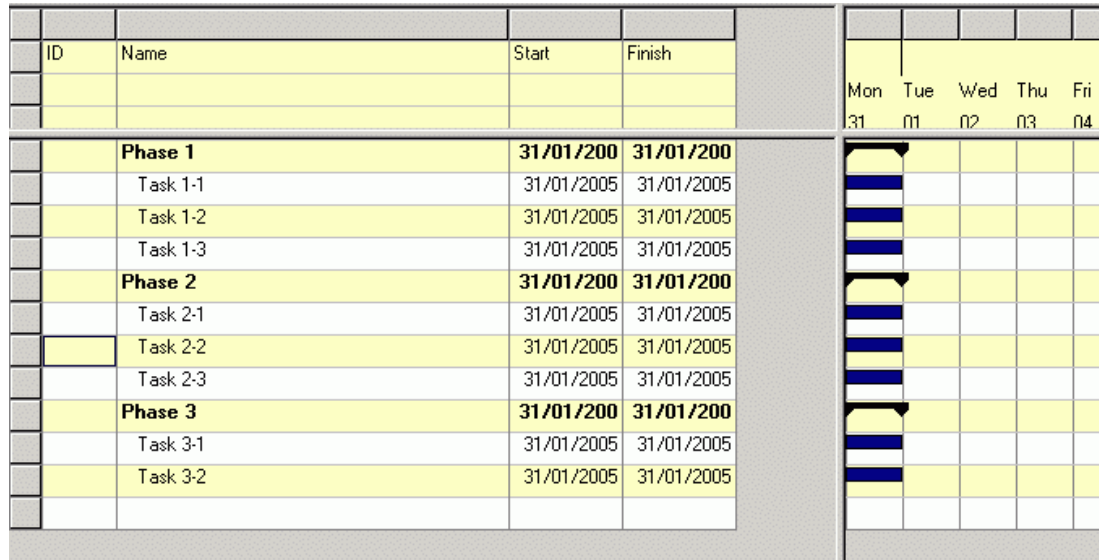 ID Name Start Finish
Mon Tue Wed Thu Fri
31 01 02 03 04
Phase 1 31/01/200 31/01/200
Task 1-1 31/01/2005 31/01/2005
Task 1-2 31/01/2005 31/01/2005
Task 1-3 31/01/2005 31/01/2005
Phase 2 31/01/200 31/01/200
Task 2-1 31/01/2005 31/01/2005
Task 2-2 31/01/2005 31/01/2005
Task 2-3 31/01/2005 31/01/2005
Phase 3 31/01/200 31/01/200
Task 3-1 31/01/2005 31/01/2005
Task 3-2 31/01/2005 31/01/2005